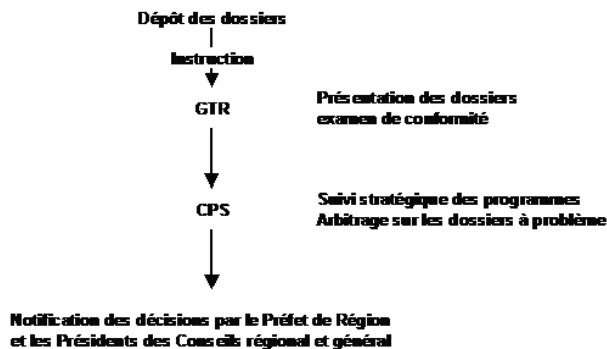 Dépôt des dossiers
Instruction
GTR
Présentation des dossiers
examen de conformité
CPS
Suivi stratégique des programmes
Arbitrage sur les dossiers à problème
Notification des décisions par le Préfet de Région
et les Présidents des Conseils régional et général